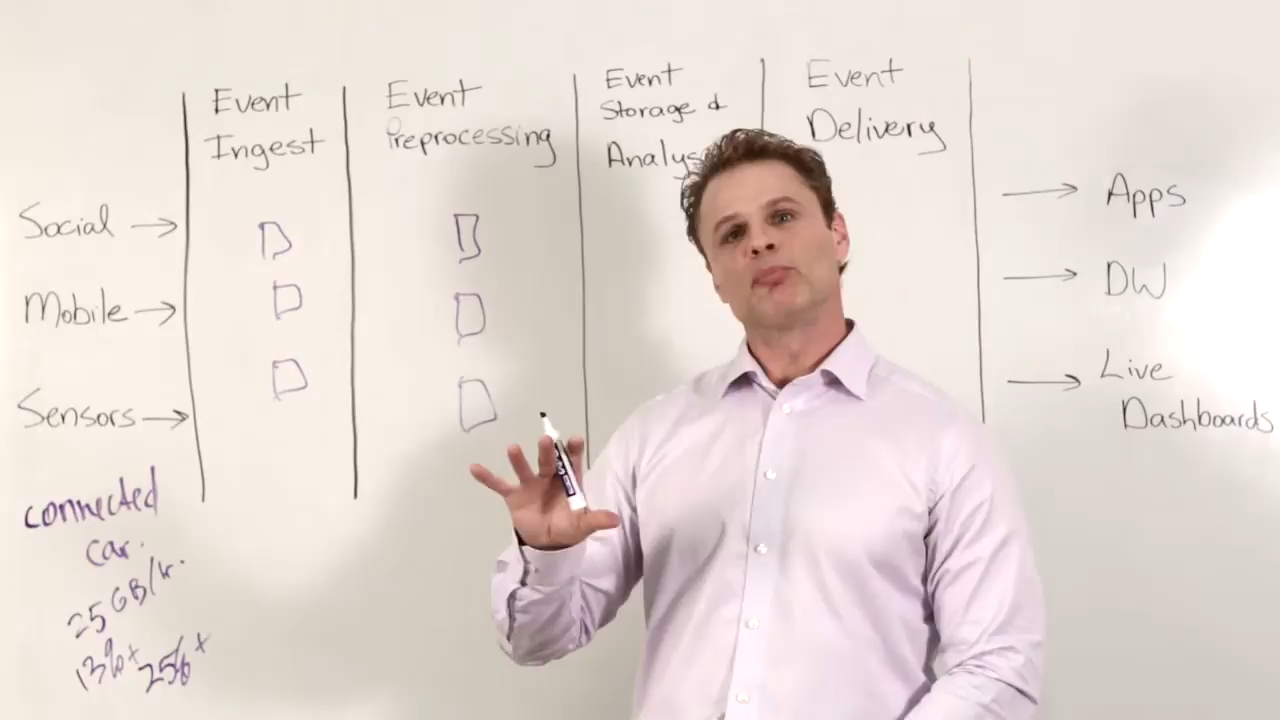 Event
Ingest
Event
Preprocessing
Event
Storage &
Analys
Event
Delivery
Social
Mobile
Sensors
connected
car.
25 GB/hr.
13%+ 25%+
Apps
DW
Live
Dashboards